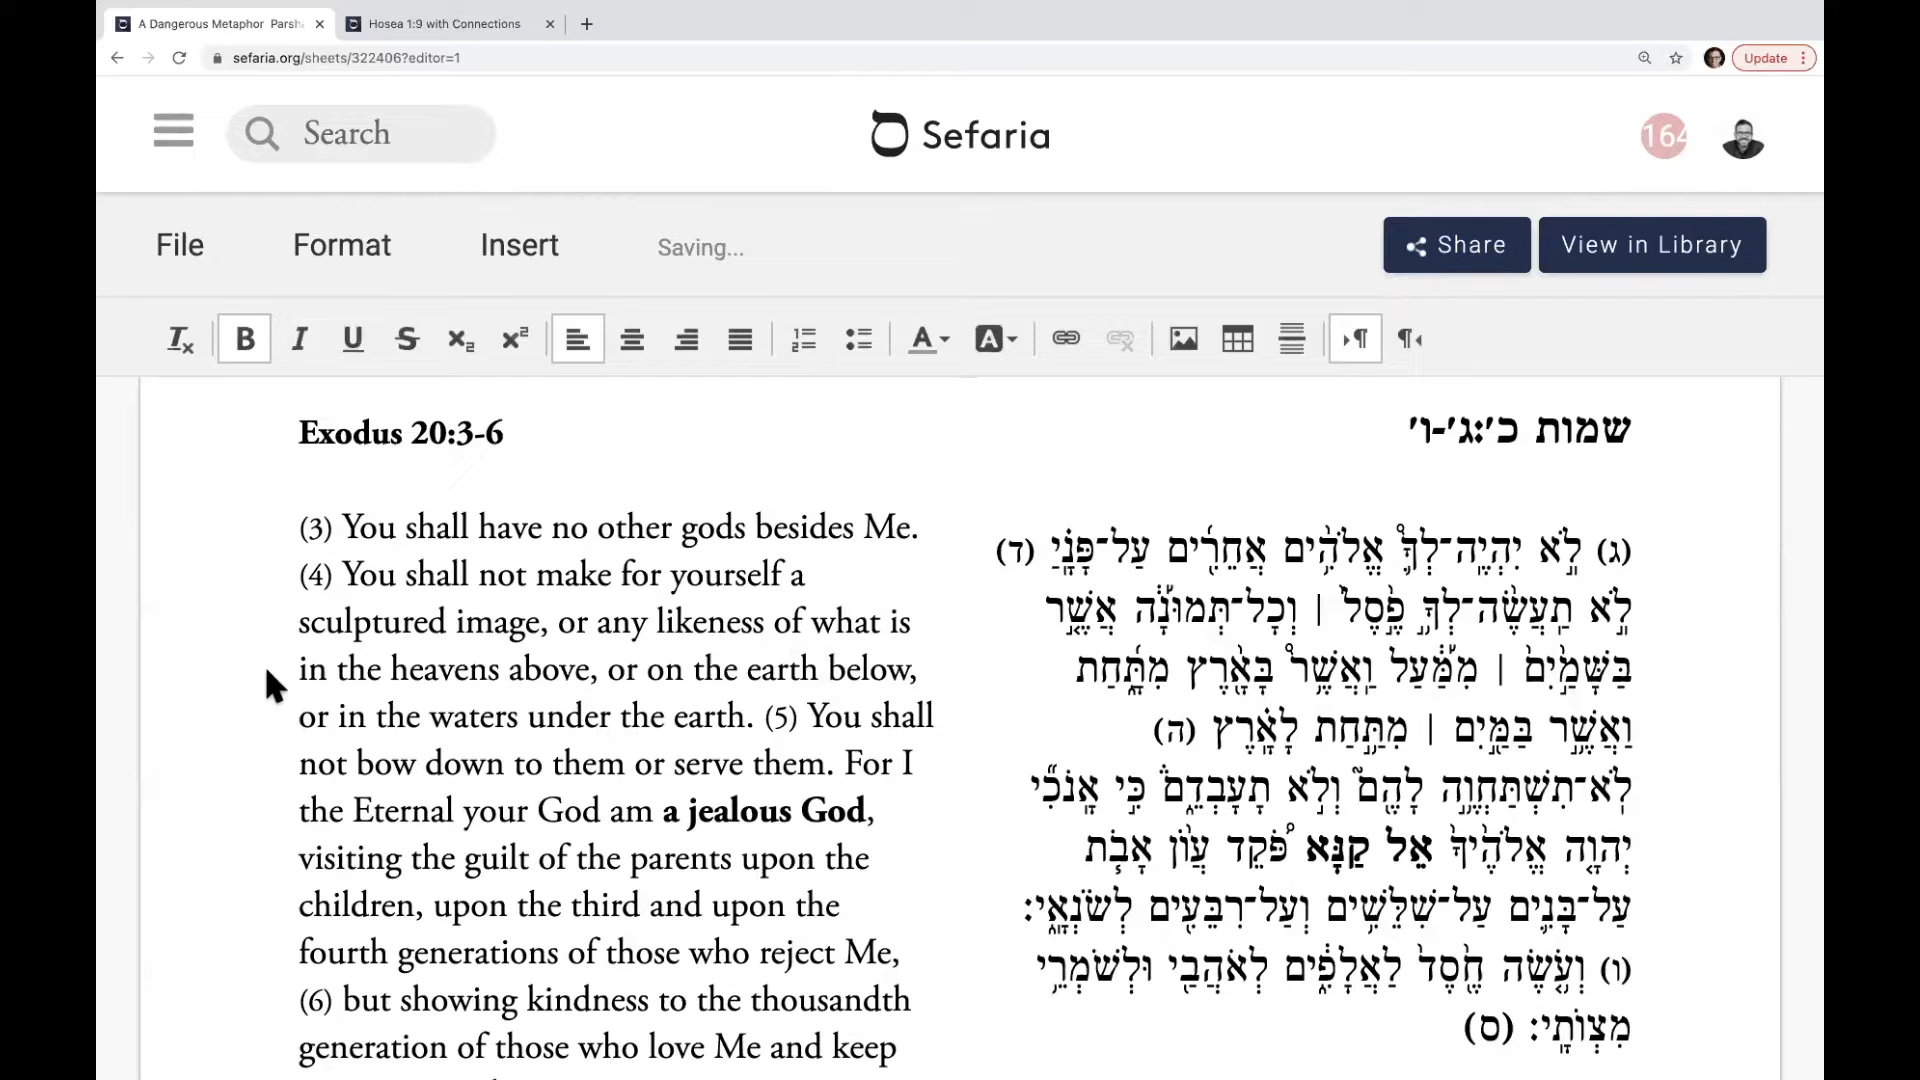 A Dangerous Metaphor Parsh
Hosea 1:9 with Connections
sefaria.org/sheets/322406?editor=1
Update
Search
Sefaria
164
File
Format
Insert
Saving...
Share
View in Library
Exodus 20:3-6
(3) You shall have no other gods besides Me.
(4) You shall not make for yourself a
sculptured image, or any likeness of what is
in the heavens above, or on the earth below,
or in the waters under the earth. (5) You shall
not bow down to them or serve them. For I
the Eternal your God am a jealous God,
visiting the guilt of the parents upon the
children, upon the third and upon the
fourth generations of those who reject Me,
(6) but showing kindness to the thousandth
generation of those who love Me and keep
שמות כ׳:ג׳-ו׳
(ג) לֹ֣א יִהְיֶֽה־לְךָ֛֩ אֱלֹהִ֥֨ים אֲחֵרִ֖֜ים עַל־פָּנָֽ֗יַ (ד)
לֹ֣א תַֽעֲשֶׂ֨ה־לְךָ֥֣ פֶ֣֙סֶל֙ | וְכָל־תְּמוּנָ֡֔ה אֲשֶׁ֤֣ר
בַּשָּׁמַ֣֙יִם֙ | מִמַּ֡֔עַל וַֽאֲשֶׁ֥ר֩ בָּאָ֖֨רֶץ מִתָּ֑֜חַת
וַאֲשֶׁ֥֣ר בַּמַּ֖֣יִם | מִתַּ֥֣חַת לָאָֽ֗רֶץ (ה)
לֹֽא־תִשְׁתַּחֲוֶ֥֣ה לָהֶ֖ם֮ וְלֹ֣א תָעׇבְדֵ֑ם֒ כִּ֣י אָֽנֹכִ֞י
יְהוָ֤ה אֱלֹהֶ֙יךָ֙ אֵ֣ל קַנָּ֔א פֹּ֠קֵד עֲוֺ֨ן אָבֹ֧ת
עַל־בָּנִ֛ים עַל־שִׁלֵּשִׁ֥ים וְעַל־רִבֵּעִ֖ים לְשֹׂנְאָֽ֑י׃
(ו) וְעֹ֤֣שֶׂה חֶ֖֙סֶד֙ לַאֲלָפִ֑֔ים לְאֹהֲבַ֖י וּלְשֹׁמְרֵ֥י
מִצְוֺתָֽי׃ (ס)